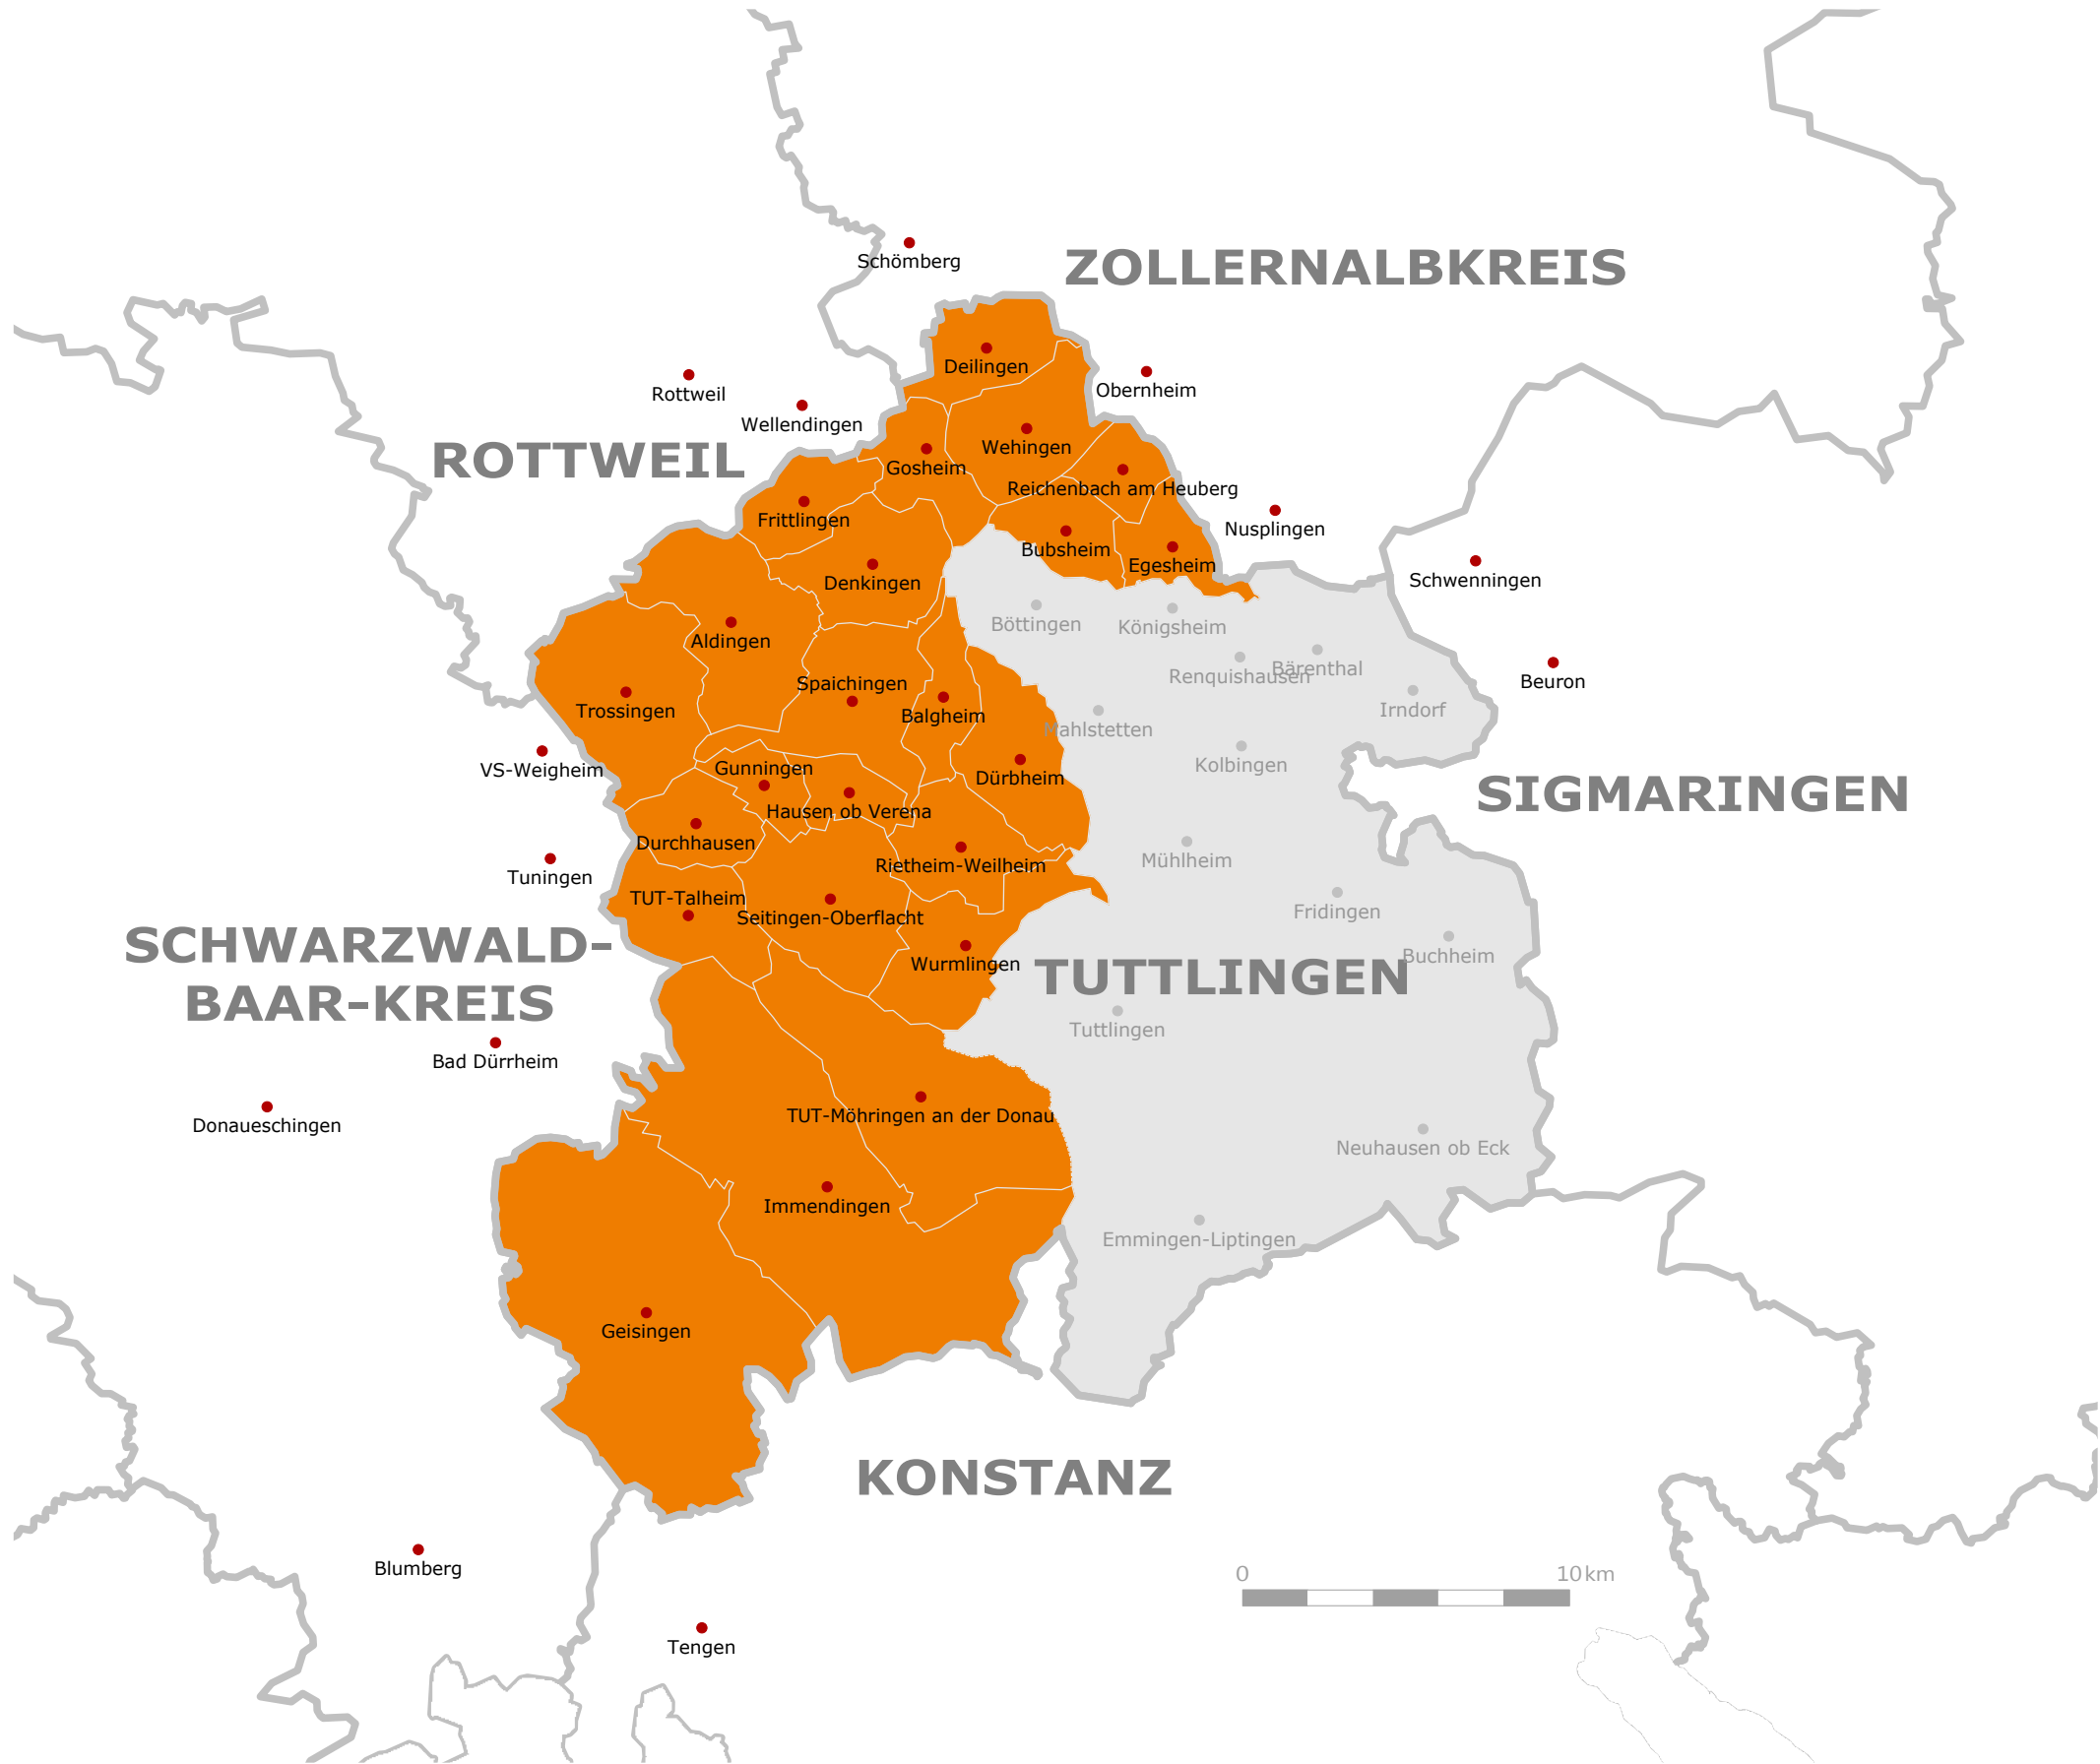 Schömberg
ZOLLERNALBKREIS
Deilingen
Obernheim
Rottweil
Wellendingen
ROTTWEIL
Wehingen
Gosheim
Reichenbach am Heuberg
Frittlingen
Nusplingen
Bubsheim
Egesheim
Denkingen
Schwenningen
Böttingen
Königsheim
Aldingen
Renquishausen
Bärenthal
Beuron
Spaichingen
Trossingen
Balgheim
Irndorf
Mahlstetten
VS-Weigheim
Gunningen
Kolbingen
Dürbheim
SIGMARINGEN
Hausen ob Verena
Durchhausen
Mühlheim
Rietheim-Weilheim
Tuningen
TUT-Talheim
Seitingen-Oberflacht
Fridingen
SCHWARZWALD-
BAAR-KREIS
Wurmlingen
TUTTLINGEN
Buchheim
Tuttlingen
Bad Dürrheim
Donaueschingen
TUT-Möhringen an der Donau
Neuhausen ob Eck
Immendingen
Emmingen-Liptingen
Geisingen
KONSTANZ
Blumberg
0
10km
Tengen